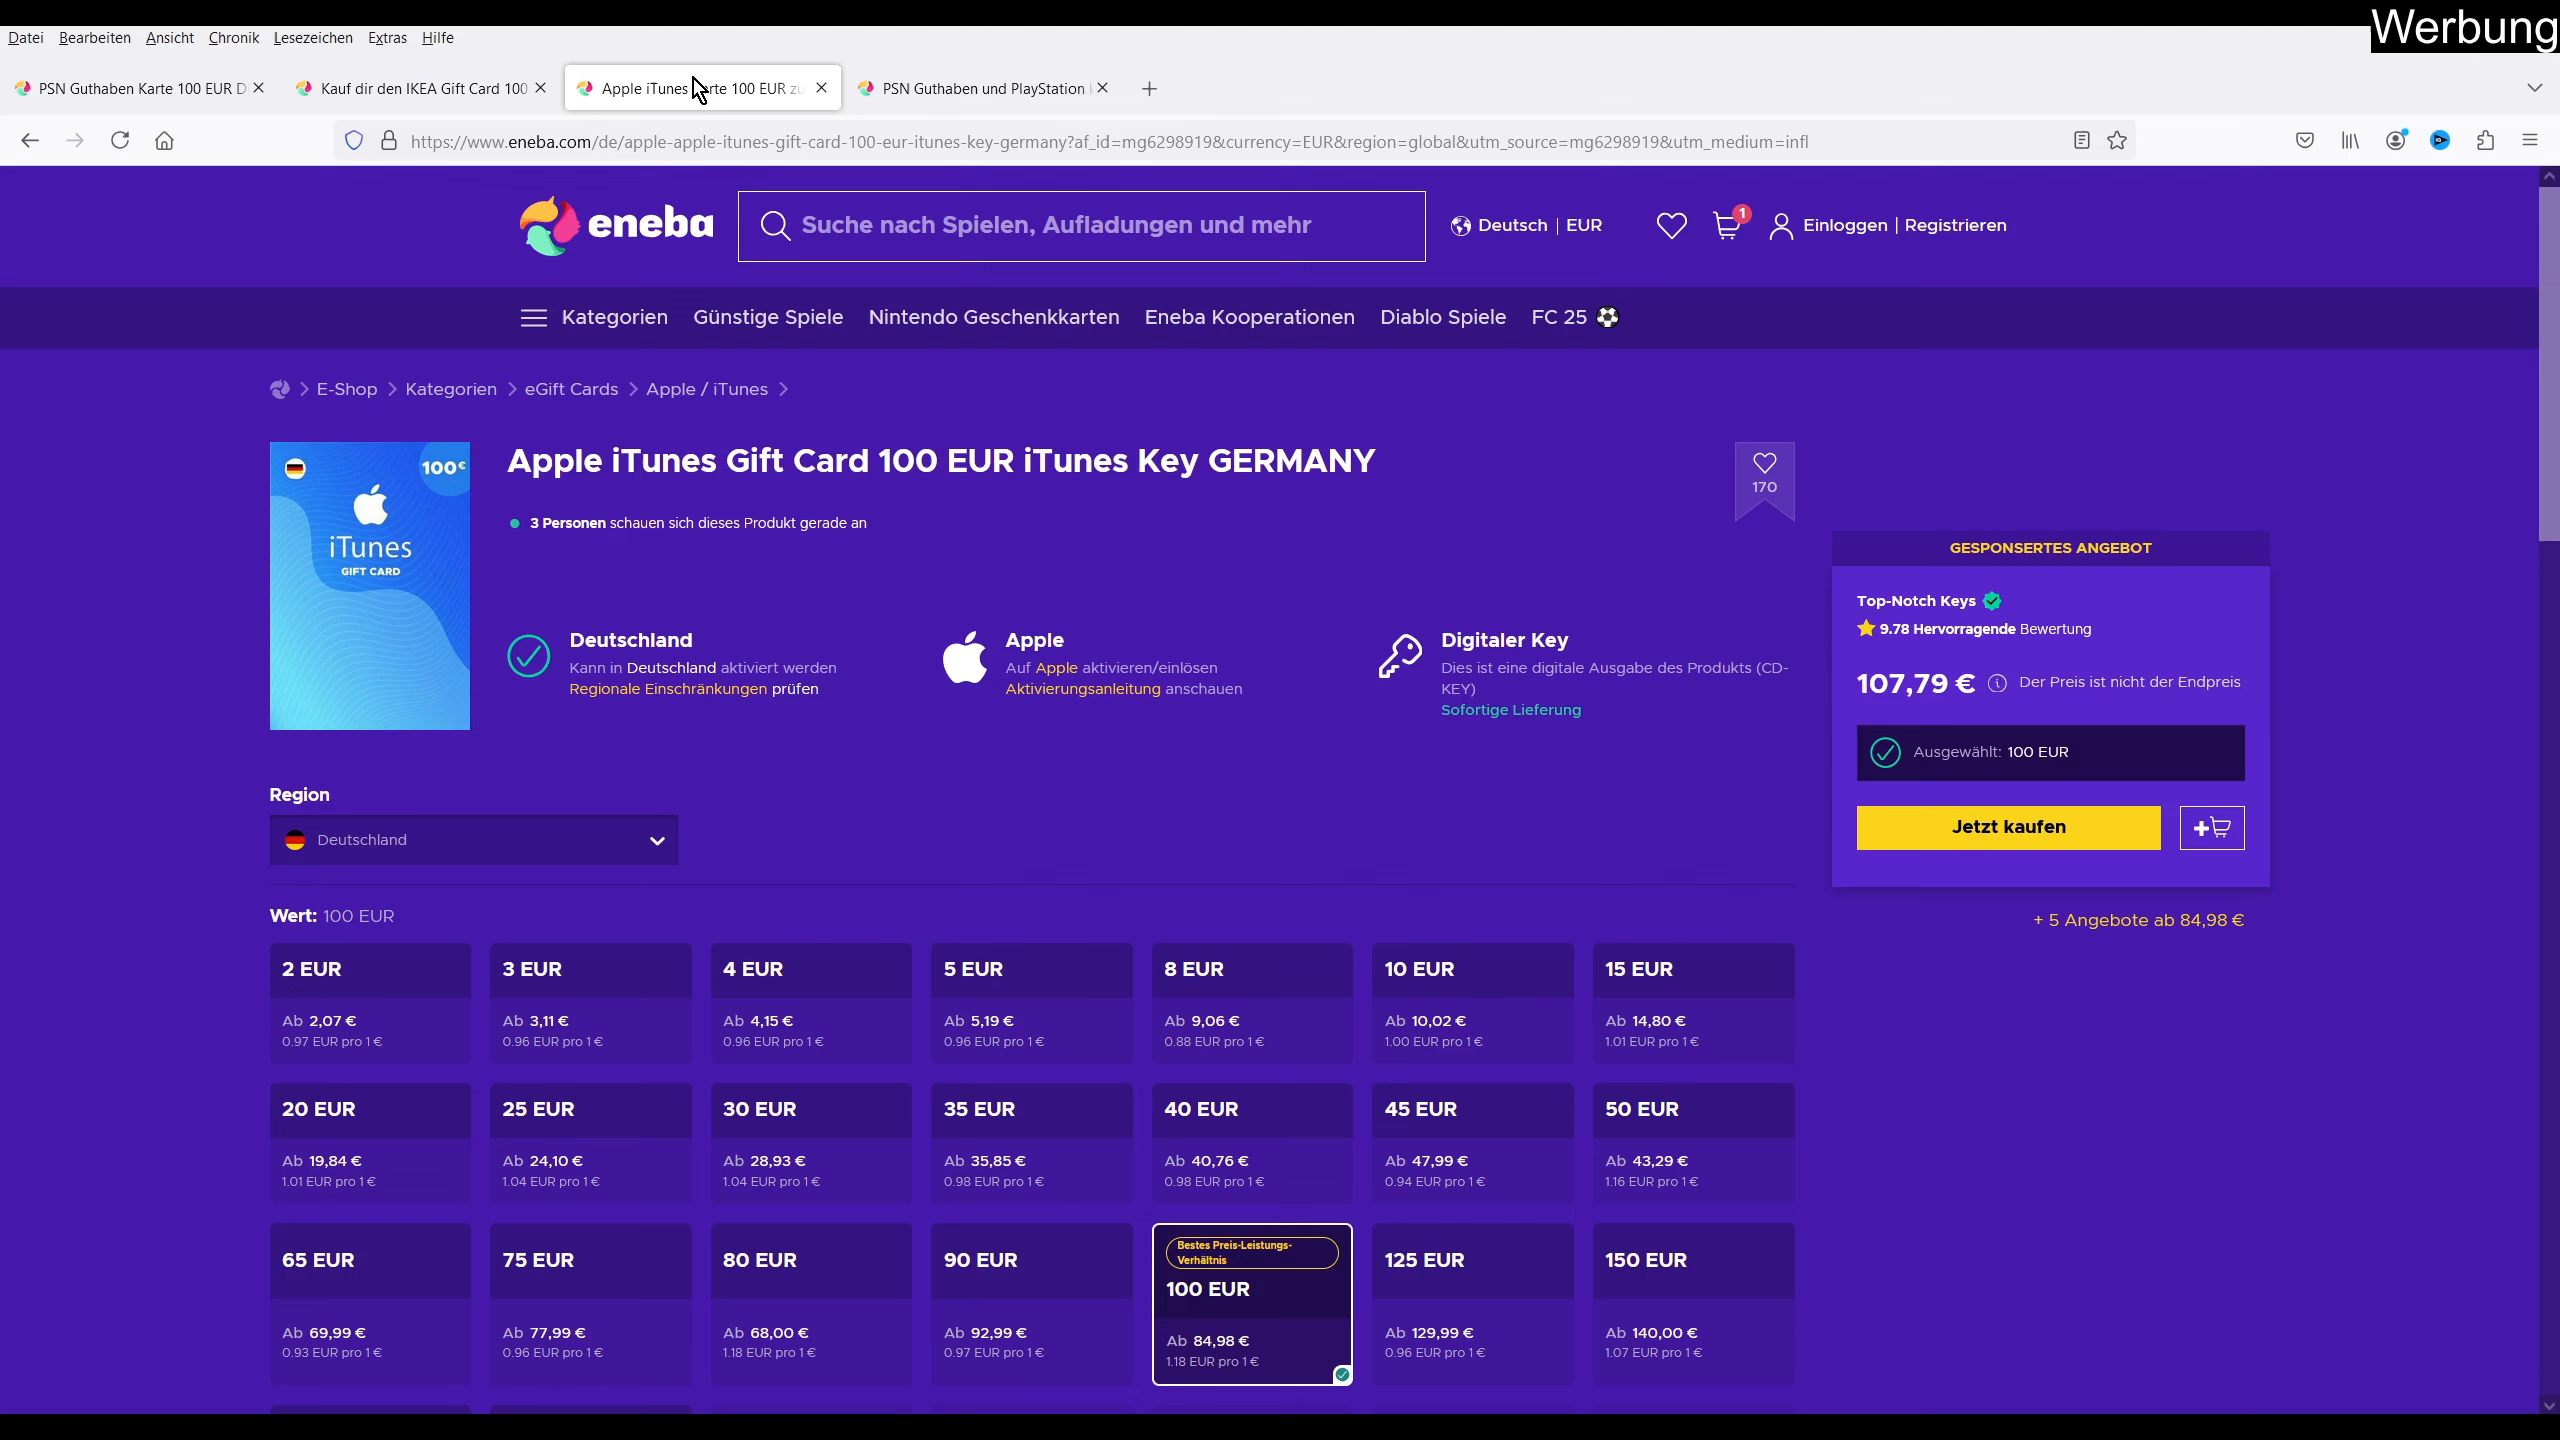 Werbung
Datei Bearbeiten Ansicht Chronik Lesezeichen Extras Hilfe
PSN Guthaben Karte 100 EUR D
Kauf dir den IKEA Gift Card 100
Apple iTunes rte 100 EUR zu
PSN Guthaben und PlayStation
https://www.eneba.com/de/apple-apple-itunes-gift-card-100-eur-itunes-key-germany?af_id=mg6298919&currency=EUR&region=global&utm_source=mg6298919&utm_medium=infl
eneba
Suche nach Spielen, Aufladungen und mehr
Deutsch | EUR
1
Einloggen | Registrieren
Kategorien Günstige Spiele Nintendo Geschenkkarten Eneba Kooperationen Diablo Spiele FC 25
E-Shop Kategorien eGift Cards Apple / iTunes
100€
iTunes
GIFT CARD
Apple iTunes Gift Card 100 EUR iTunes Key GERMANY
170
3 Personen schauen sich dieses Produkt gerade an
Deutschland
Kann in Deutschland aktiviert werden
Regionale Einschränkungen prüfen
Apple
Auf Apple aktivieren/einlösen
Aktivierungsanleitung anschauen
Digitaler Key
Dies ist eine digitale Ausgabe des Produkts (CD-
KEY)
Sofortige Lieferung
GESPONSERTES ANGEBOT
Top-Notch Keys
9.78 Hervorragende Bewertung
107,79 € Der Preis ist nicht der Endpreis
Ausgewählt: 100 EUR
Jetzt kaufen
+ 5 Angebote ab 84,98 €
Region
Deutschland
Wert: 100 EUR
2 EUR
Ab 2,07 €
0.97 EUR pro 1 €
3 EUR
Ab 3,11 €
0.96 EUR pro 1 €
4 EUR
Ab 4,15 €
0.96 EUR pro 1 €
5 EUR
Ab 5,19 €
0.96 EUR pro 1 €
8 EUR
Ab 9,06 €
0.88 EUR pro 1 €
10 EUR
Ab 10,02 €
1.00 EUR pro 1 €
15 EUR
Ab 14,80 €
1.01 EUR pro 1 €
20 EUR
Ab 19,84 €
1.01 EUR pro 1 €
25 EUR
Ab 24,10 €
1.04 EUR pro 1 €
30 EUR
Ab 28,93 €
1.04 EUR pro 1 €
35 EUR
Ab 35,85 €
0.98 EUR pro 1 €
40 EUR
Ab 40,76 €
0.98 EUR pro 1 €
45 EUR
Ab 47,99 €
0.94 EUR pro 1 €
50 EUR
Ab 43,29 €
1.16 EUR pro 1 €
65 EUR
Ab 69,99 €
0.93 EUR pro 1 €
75 EUR
Ab 77,99 €
0.96 EUR pro 1 €
80 EUR
Ab 68,00 €
1.18 EUR pro 1 €
90 EUR
Ab 92,99 €
0.97 EUR pro 1 €
Bestes Preis-Leistungs-
Verhältnis
100 EUR
Ab 84,98 €
1.18 EUR pro 1 €
125 EUR
Ab 129,99 €
0.96 EUR pro 1 €
150 EUR
Ab 140,00 €
1.07 EUR pro 1 €